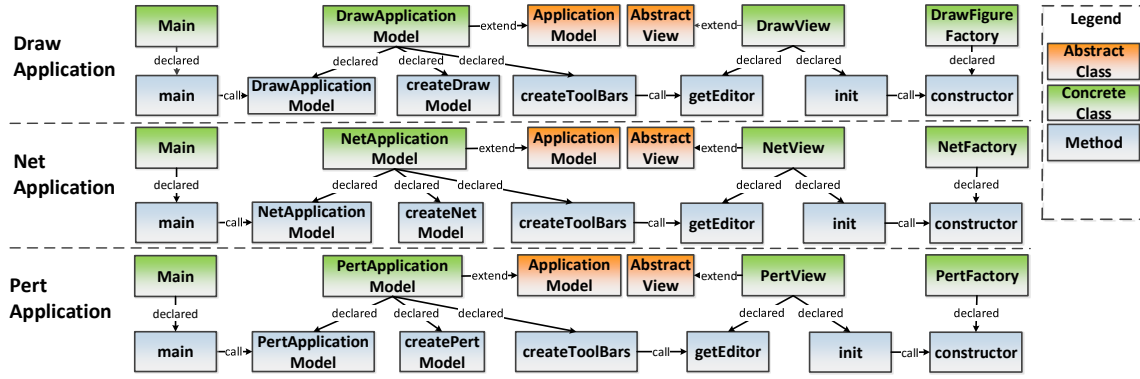 Draw
Application
Main
DrawApplication
Model
extend
Application
Model
Abstract
View
extend
DrawView
DrawFigure
Factory
declared
declared
declared
declared
declared
declared
declared
main
call
DrawApplication
Model
createDraw
Model
createToolBars
call
getEditor
init
call
constructor
Net
Application
Main
NetApplication
Model
extend
Application
Model
Abstract
View
extend
NetView
NetFactory
declared
declared
declared
declared
declared
declared
declared
main
call
NetApplication
Model
createNet
Model
createToolBars
call
getEditor
init
call
constructor
Pert
Application
Main
PertApplication
Model
extend
Application
Model
Abstract
View
extend
PertView
PertFactory
declared
declared
declared
declared
declared
declared
declared
main
call
PertApplication
Model
createPert
Model
createToolBars
call
getEditor
init
call
constructor
Legend
Abstract
Class
Concrete
Class
Method